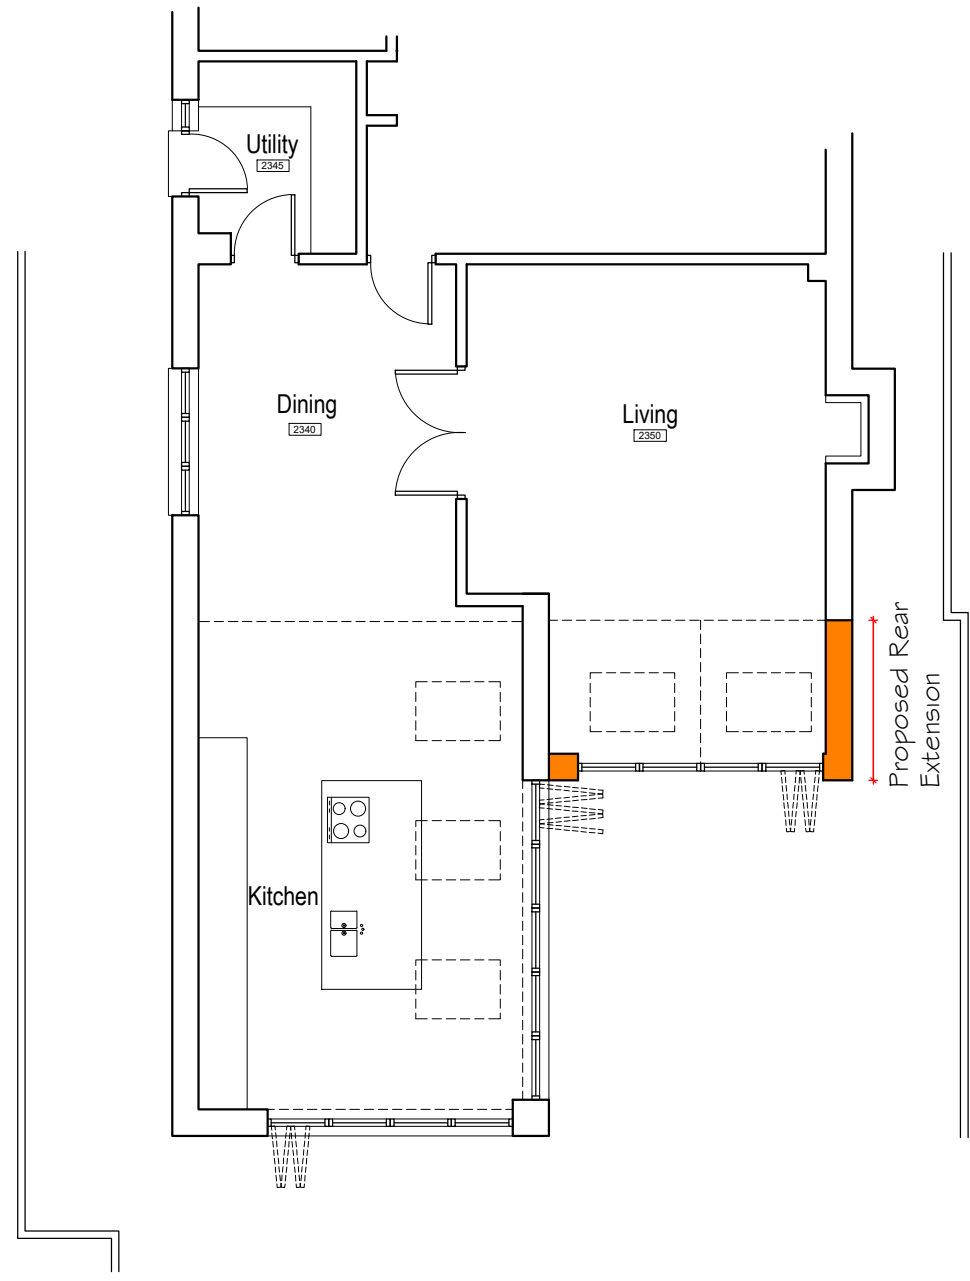 Utility
2345
Dining
2340
Living
2350
Proposed Rear
Extension
Kitchen